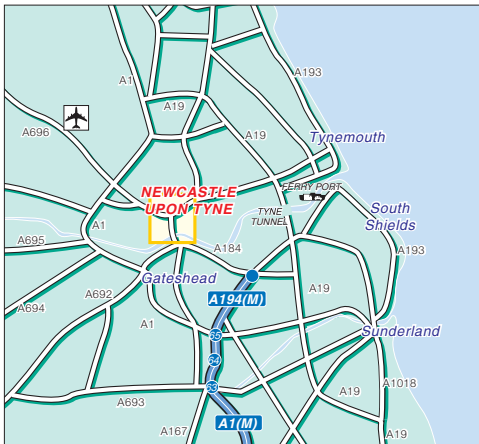 A193
A1
A19
A696
A19
Tynemouth
NEWCASTLE
UPON TYNE
FERRY PORT
TYNE
TUNNEL
South
Shields
A1
A695
A184
A193
Gateshead
A692
A194(M)
A19
A694
A1
65
Sunderland
64
63
A693
A19
A1018
A167
A1(M)
A19